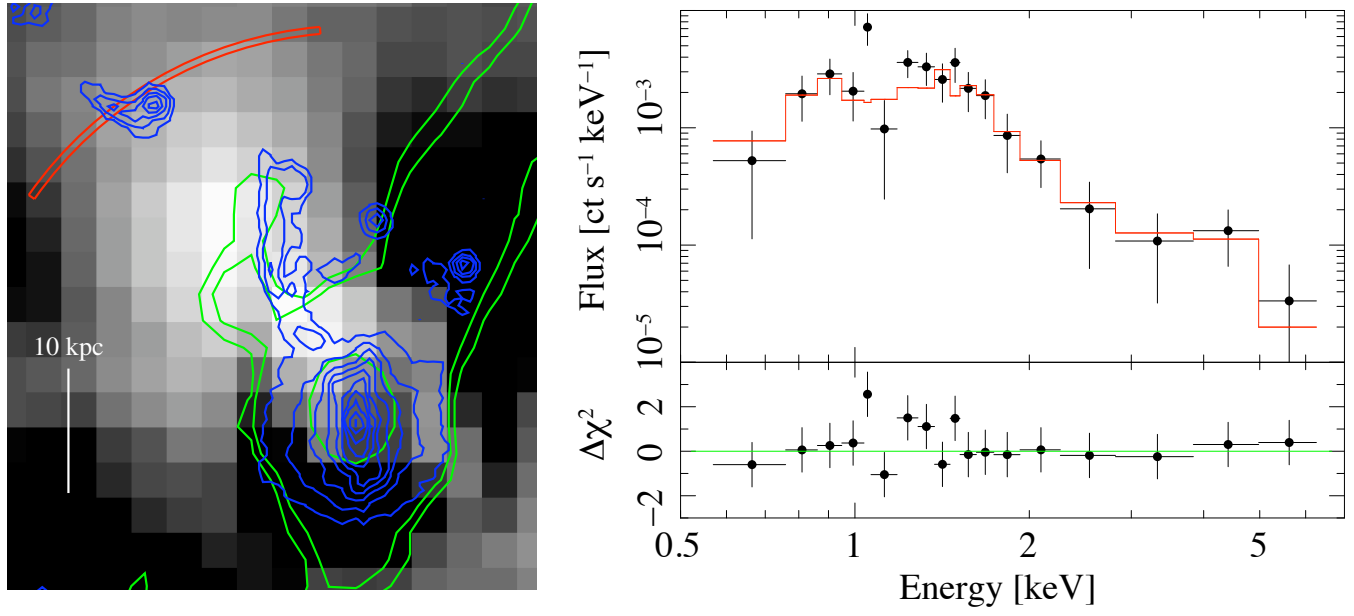 10 kpc
Flux [ct s⁻¹ keV⁻¹]
10⁻³
10⁻⁴
10⁻⁵
Δχ²
2
0
−2
0.5 1 2 5
Energy [keV]